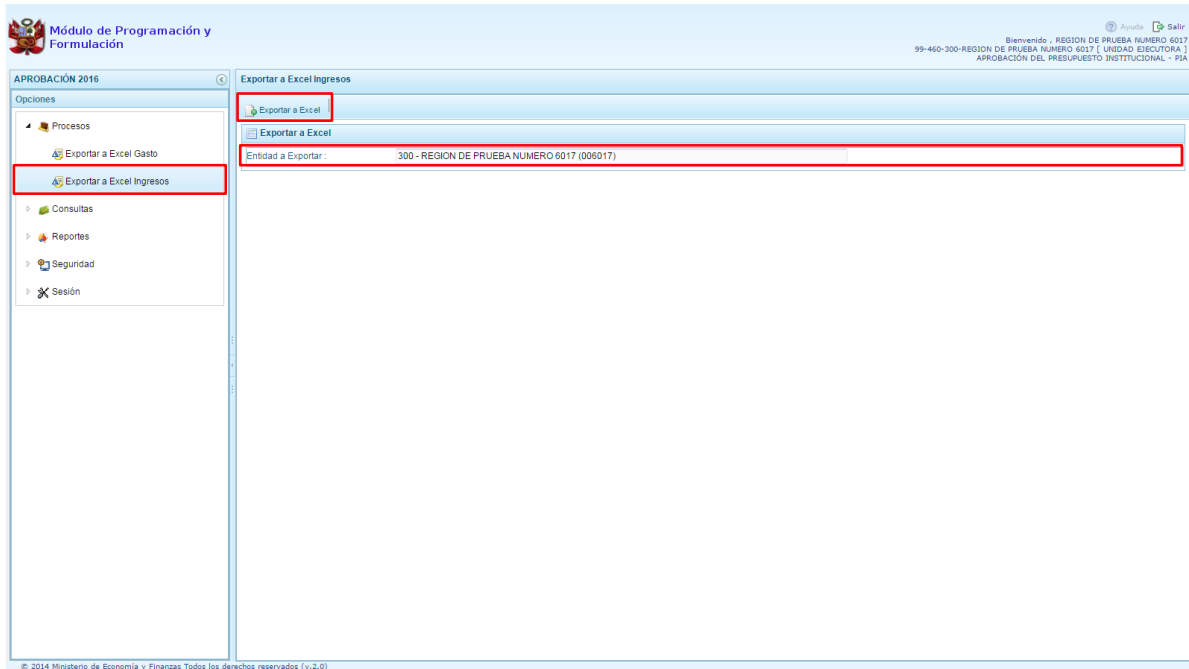 Módulo de Programación y
Formulación
Ayuda Salir
Bienvenido , REGION DE PRUEBA NUMERO 6017
99-460-300-REGION DE PRUEBA NUMERO 6017 [ UNIDAD EJECUTORA ]
APROBACIÓN DEL PRESUPUESTO INSTITUCIONAL - PIA
APROBACIÓN 2016
Opciones
Procesos
Exportar a Excel Gasto
Exportar a Excel Ingresos
Consultas
Reportes
Seguridad
Sesión
Exportar a Excel Ingresos
Exportar a Excel
Exportar a Excel
Entidad a Exportar : 300 - REGION DE PRUEBA NUMERO 6017 (006017)
© 2014 Ministerio de Economía y Finanzas Todos los derechos reservados (v.2.0)